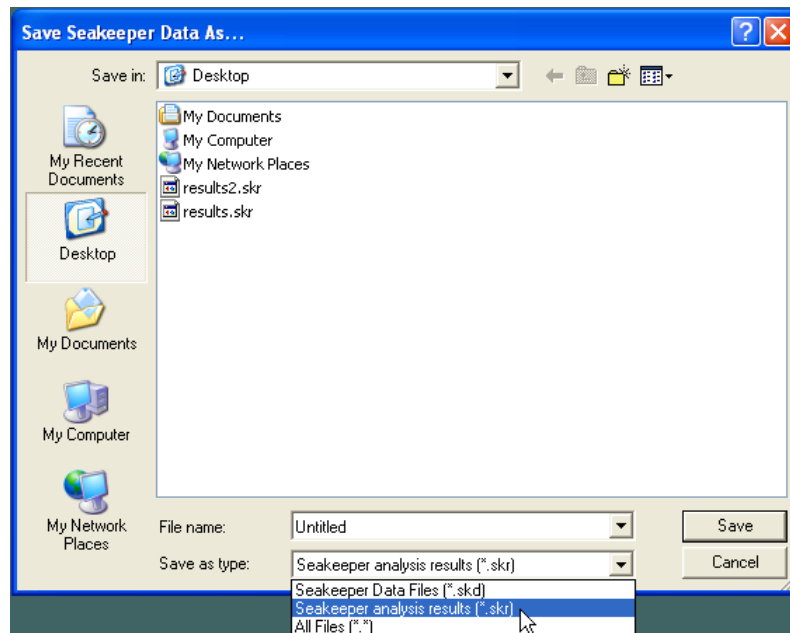 Save Seakeeper Data As...
Save in:
Desktop
My Recent
Documents
Desktop
My Documents
My Computer
My Network
Places
My Documents
My Computer
My Network Places
results2.skr
results.skr
File name:
Untitled
Save
Save as type:
Seakeeper analysis results (*.skr)
Cancel
Seakeeper Data Files (*.skd)
Seakeeper analysis results (*.skr)
All Files (*.*)